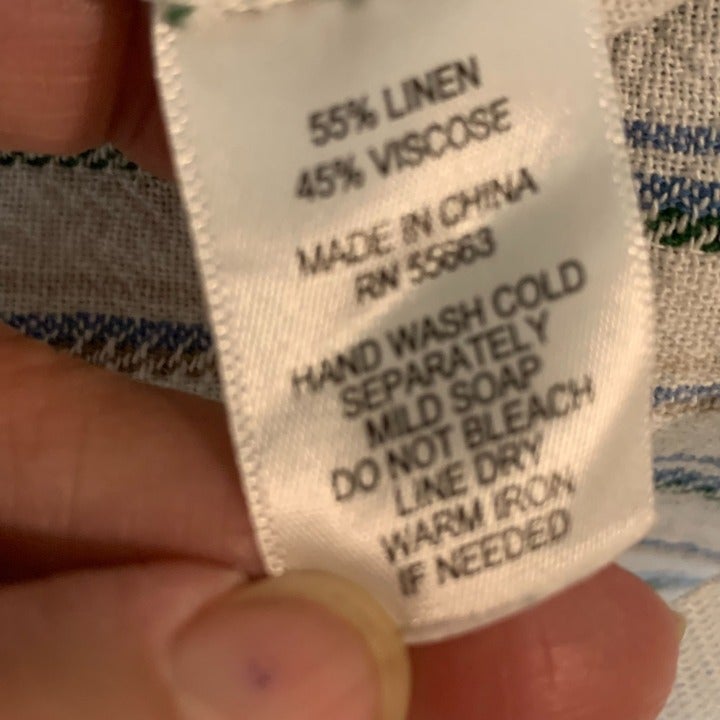 55% LINEN
45% VISCOSE
MADE IN CHINA
RN 55663
HAND WASH COLD
SEPARATELY
MILD SOAP
DO NOT BLEACH
LINE DRY
WARM IRON
IF NEEDED